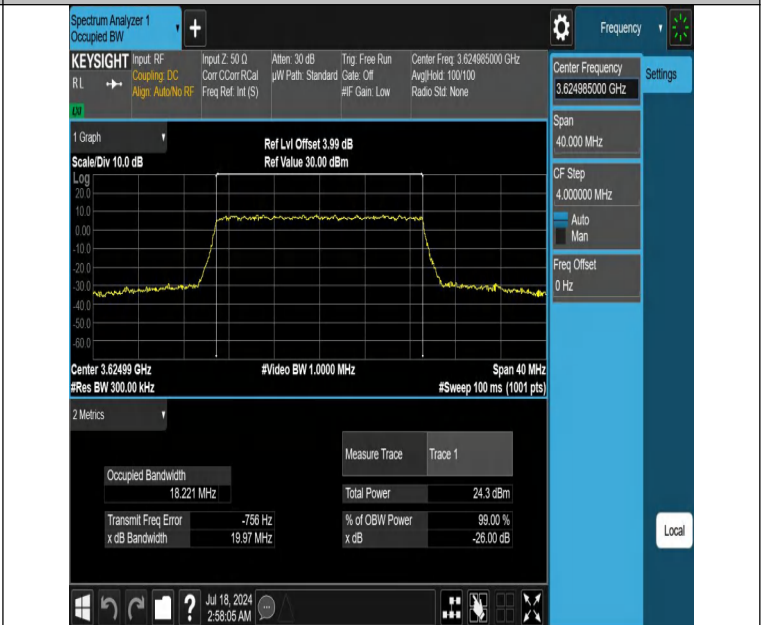 Spectrum Analyzer 1
Occupied BW
+
Frequency
KEYSIGHT Input: RF Input Z: 50 Ω Atten: 30 dB Trig: Free Run Center Freq: 3.624985000 GHz
RL Coupling: DC Corr CCorr RCal µW Path: Standard Gate: Off Avg|Hold: 100/100
Align: Auto/No RF Freq Ref: Int (S) #IF Gain: Low Radio Std: None
LXI
Center Frequency
3.624985000 GHz
Settings
Span
40.000 MHz
CF Step
4.000000 MHz
Auto
Man
Freq Offset
0 Hz
Local
1 Graph
Ref Lvl Offset 3.99 dB
Scale/Div 10.0 dB Ref Value 30.00 dBm
Log
20.0
10.0
0.00
-10.0
-20.0
-30.0
-40.0
-50.0
-60.0
Center 3.62499 GHz #Video BW 1.0000 MHz Span 40 MHz
#Res BW 300.00 kHz #Sweep 100 ms (1001 pts)
2 Metrics
Measure Trace Trace 1
Occupied Bandwidth
18.221 MHz
Total Power 24.3 dBm
Transmit Freq Error -756 Hz % of OBW Power 99.00 %
x dB Bandwidth 19.97 MHz x dB -26.00 dB
? Jul 18, 2024
2:58:05 AM